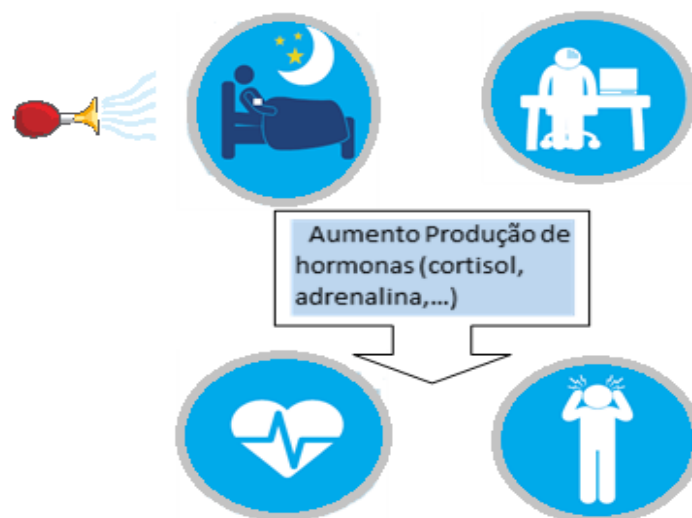 Aumento Produção de
hormonas (cortisol,
adrenalina,...)